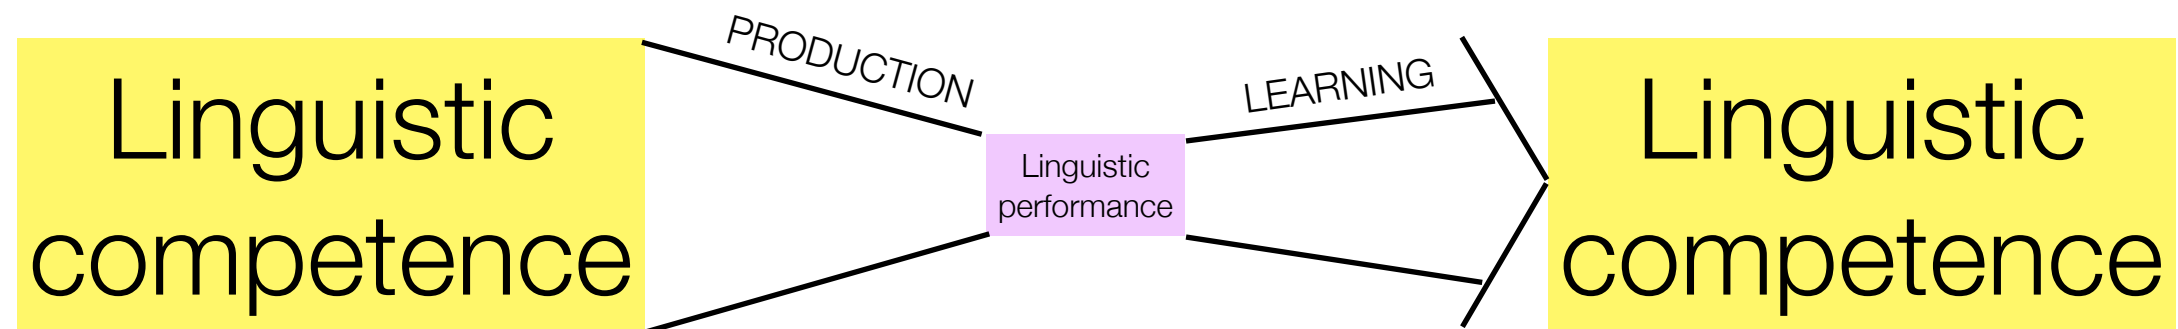 Linguistic
competence
PRODUCTION
Linguistic
performance
LEARNING
Linguistic
competence